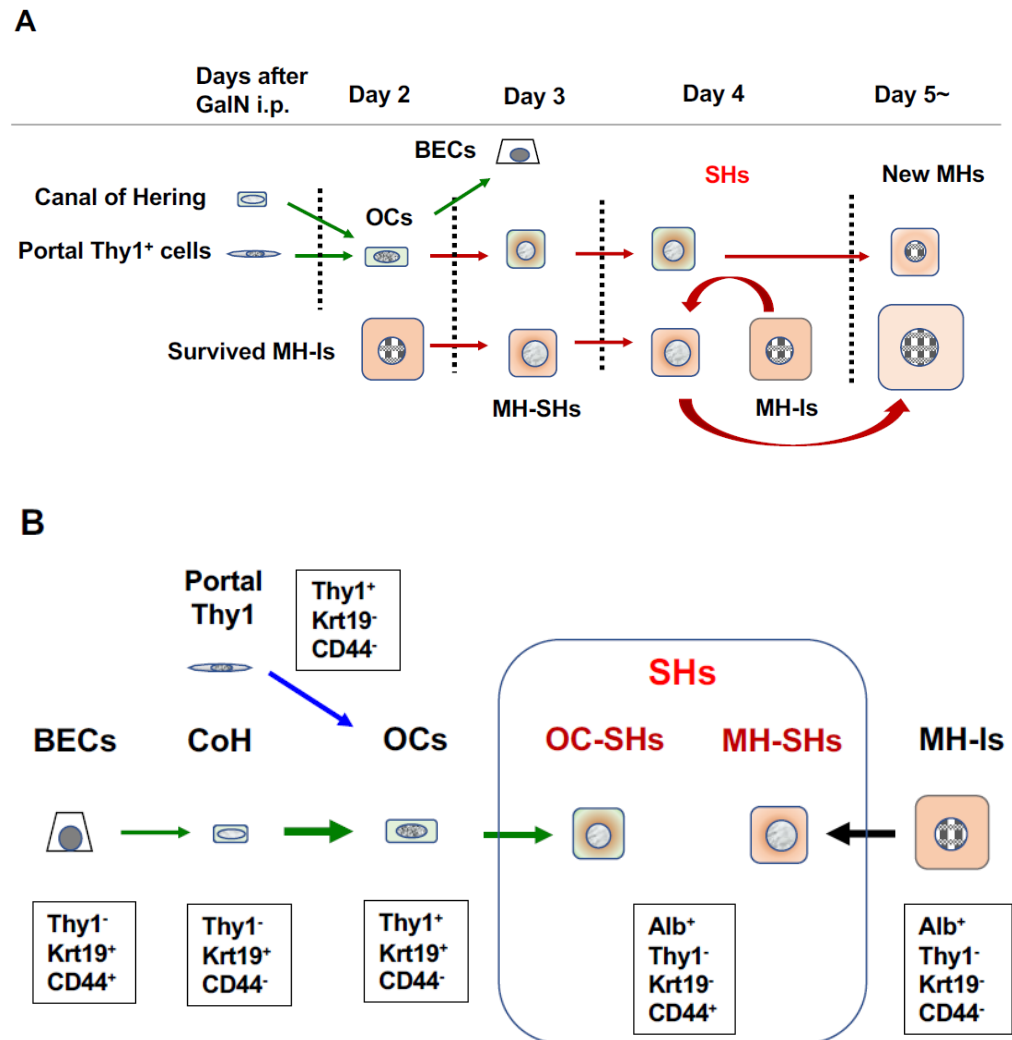 A
Days after
GalN i.p.
Day 2
Day 3
Day 4
Day 5~
BECs
SHs
New MHs
Canal of Hering
OCs
Portal Thy1⁺ cells
Survived MH-Is
MH-SHs
MH-Is
B
Portal
Thy1
Thy1⁺
Krt19⁻
CD44⁻
SHs
BECs
CoH
OCs
OC-SHs
MH-SHs
MH-Is
Thy1⁻
Krt19⁺
CD44⁺
Thy1⁻
Krt19⁺
CD44⁻
Thy1⁺
Krt19⁺
CD44⁻
Alb⁺
Thy1⁻
Krt19⁻
CD44⁺
Alb⁺
Thy1⁻
Krt19⁻
CD44⁻